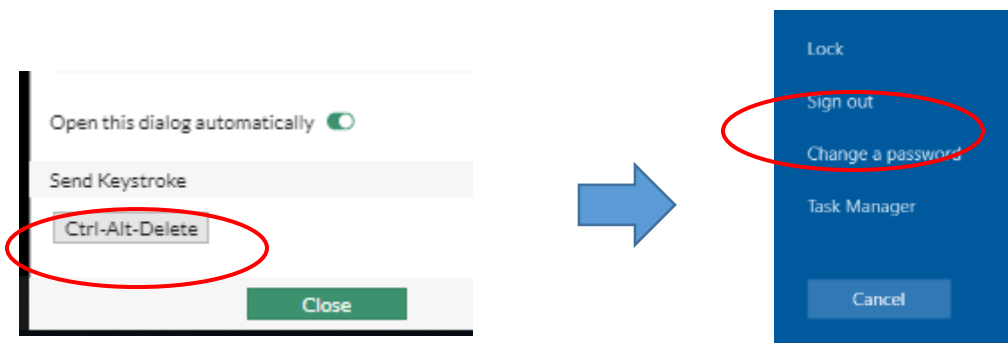 Open this dialog automatically
Send Keystroke
Ctrl-Alt-Delete
Close
Lock
Sign out
Change a password
Task Manager
Cancel